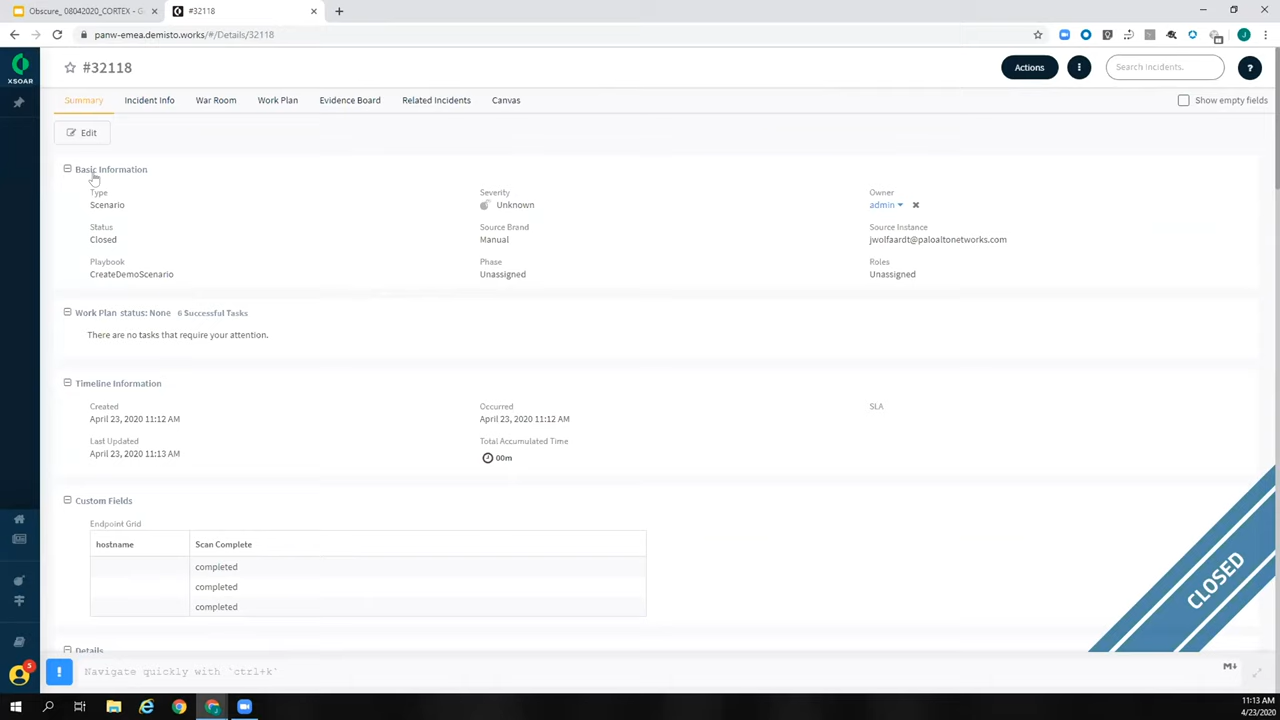 Obscure_ 08042020_CORTEX - G
#32118
panw-emea.demisto.works/#/Details/32118
XSOAR
#32118
Actions
Search Incidents.
?
Summary
Incident Info
War Room
Work Plan
Evidence Board
Related Incidents
Canvas
Show empty fields
Edit
Basic Information
Type
Severity
Owner
Scenario
Unknown
admin
Status
Source Brand
Source Instance
Closed
Manual
jwolfaardt@paloaltonetworks.com
Playbook
Phase
Roles
CreateDemoScenario
Unassigned
Unassigned
Work Plan status: None 6 Successful Tasks
There are no tasks that require your attention.
Timeline Information
Created
Occurred
SLA
April 23, 2020 11:12 AM
April 23, 2020 11:12 AM
Last Updated
Total Accumulated Time
April 23, 2020 11:13 AM
00m
Custom Fields
Endpoint Grid
hostname
Scan Complete
completed
completed
completed
CLOSED
Details
5
!
Navigate quickly with `ctrl+k`
M
11:13 AM
4/23/2020